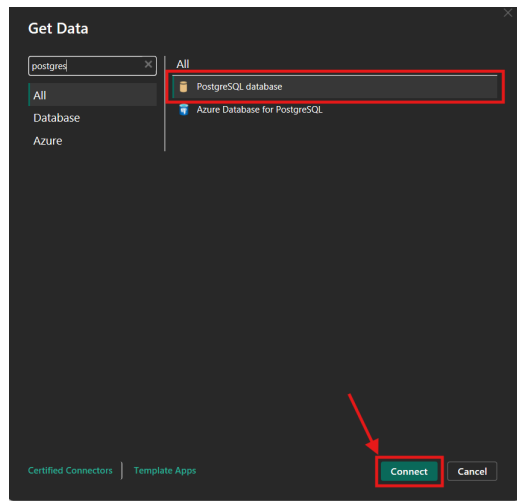 Get Data
postgres
All
Database
Azure
All
PostgreSQL database
Azure Database for PostgreSQL
Certified Connectors
Template Apps
Connect
Cancel